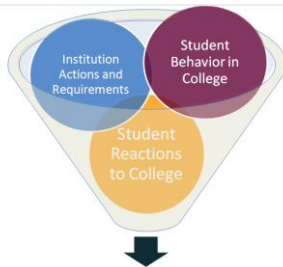 Institution
Actions and
Requirements
Student
Behavior in
College
Student
Reactions
to College